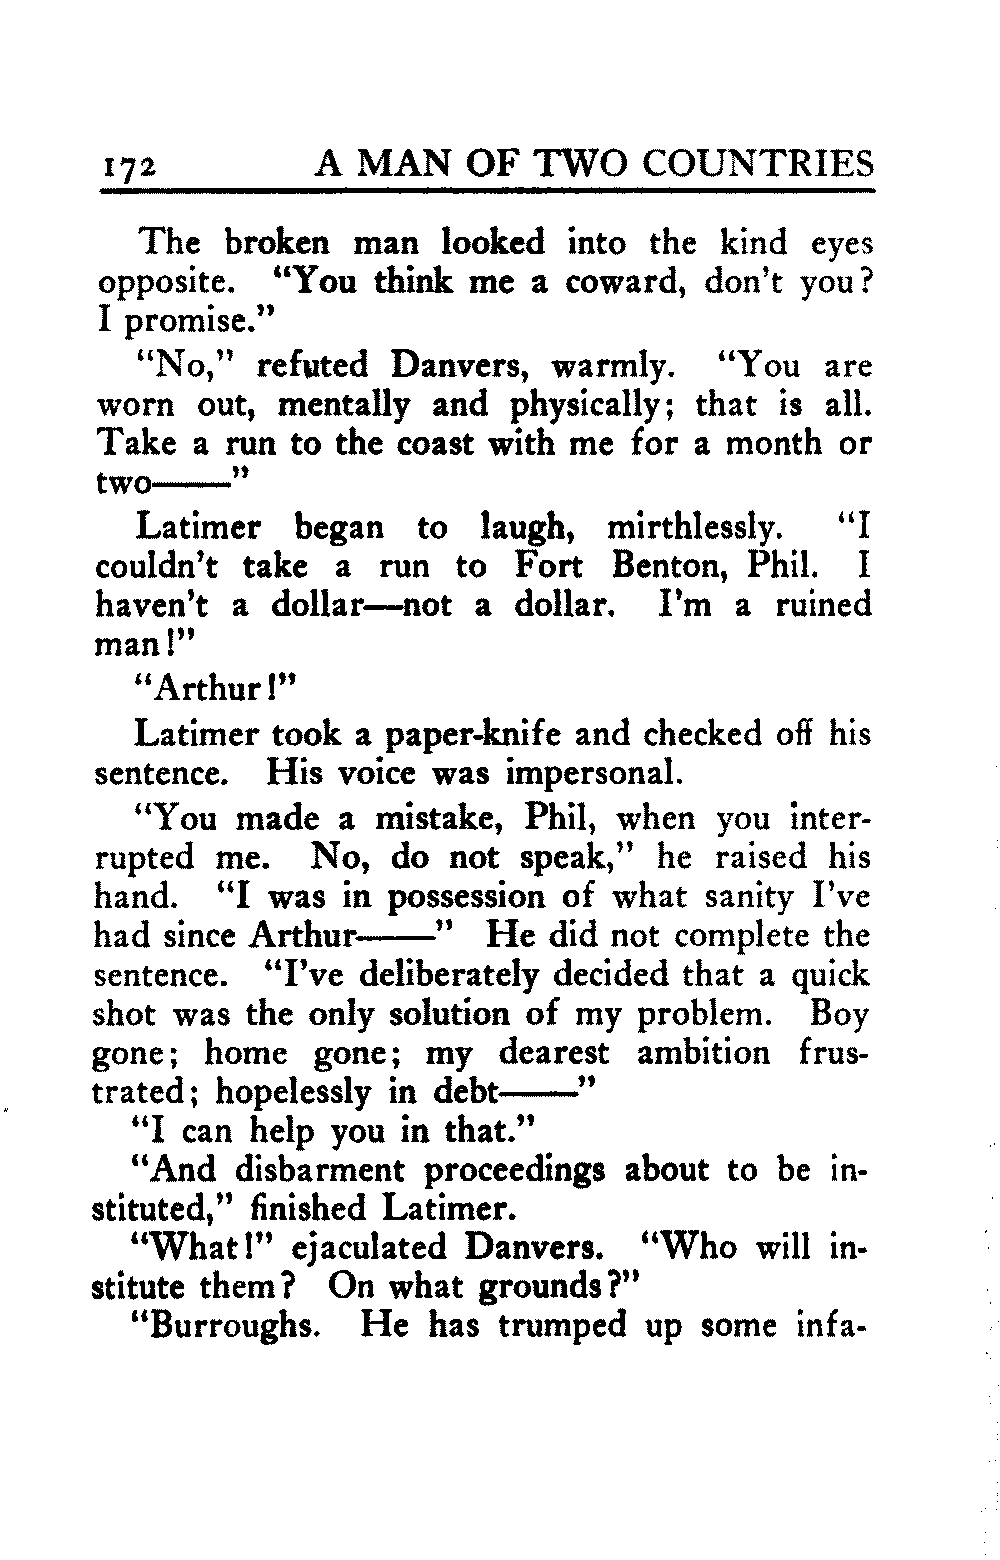 172 A MAN OF TWO COUNTRIES
The broken man looked into the kind eyes
opposite. “You think me a coward, don't you?
I promise.”
“No,” refuted Danvers, warmly. “You are
worn out, mentally and physically; that is all.
Take a run to the coast with me for a month or
two——”
Latimer began to laugh, mirthlessly. “I
couldn't take a run to Fort Benton, Phil. I
haven't a dollar—not a dollar. I'm a ruined
man!”
“Arthur!”
Latimer took a paper-knife and checked off his
sentence. His voice was impersonal.
“You made a mistake, Phil, when you inter-
rupted me. No, do not speak,” he raised his
hand. “I was in possession of what sanity I've
had since Arthur——” He did not complete the
sentence. “I've deliberately decided that a quick
shot was the only solution of my problem. Boy
gone; home gone; my dearest ambition frus-
trated; hopelessly in debt——”
“I can help you in that.”
“And disbarment proceedings about to be in-
stituted,” finished Latimer.
“What!” ejaculated Danvers. “Who will in-
stitute them? On what grounds?”
“Burroughs. He has trumped up some infa-